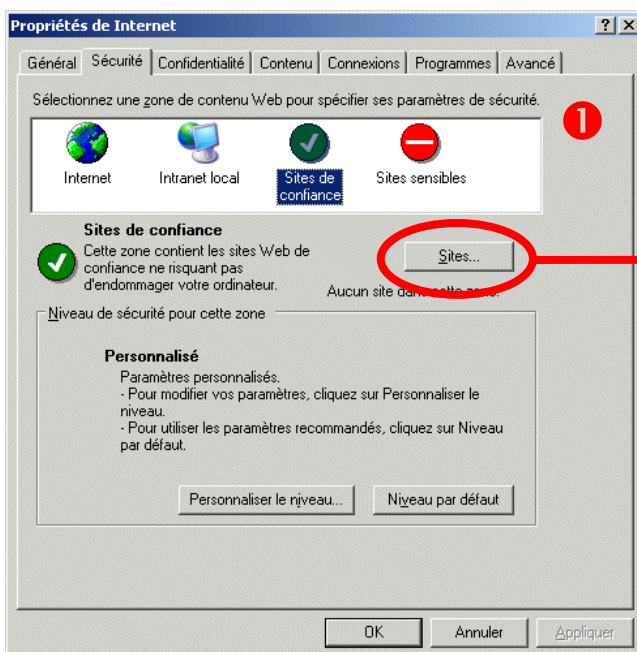 Propriétés de Internet
Général Sécurité Confidentialité Contenu Connexions Programmes Avancé
Sélectionnez une zone de contenu Web pour spécifier ses paramètres de sécurité.
1
Internet Intranet local Sites de confiance Sites sensibles
Sites de confiance
Cette zone contient les sites Web de
confiance ne risquant pas
d'endommager votre ordinateur.
Sites...
Aucun site dans cette zone.
Niveau de sécurité pour cette zone
Personnalisé
Paramètres personnalisés.
- Pour modifier vos paramètres, cliquez sur Personnaliser le
niveau.
- Pour utiliser les paramètres recommandés, cliquez sur Niveau
par défaut.
Personnaliser le niveau... Niveau par défaut
OK Annuler Appliquer